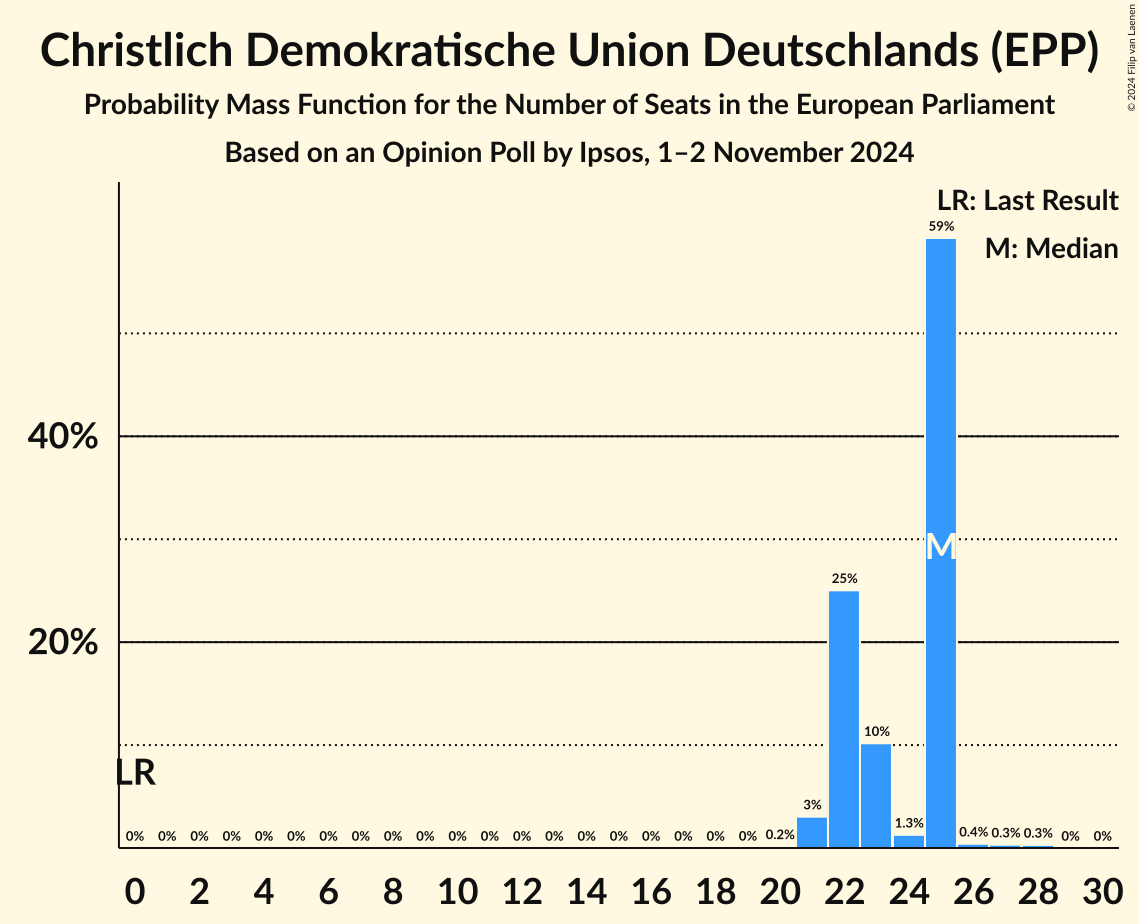 Christlich Demokratische Union Deutschlands (EPP)
Probability Mass Function for the Number of Seats in the European Parliament
Based on an Opinion Poll by Ipsos, 1–2 November 2024
© 2024 Filip van Laenen
LR: Last Result
M: Median
59%
40%
M
25%
20%
10%
LR
3%
1.3%
0% 0% 0% 0% 0% 0% 0% 0% 0% 0% 0% 0% 0% 0% 0% 0% 0% 0% 0% 0% 0.2% 0.4% 0.3% 0.3% 0% 0%
0 2 4 6 8 10 12 14 16 18 20 22 24 26 28 30